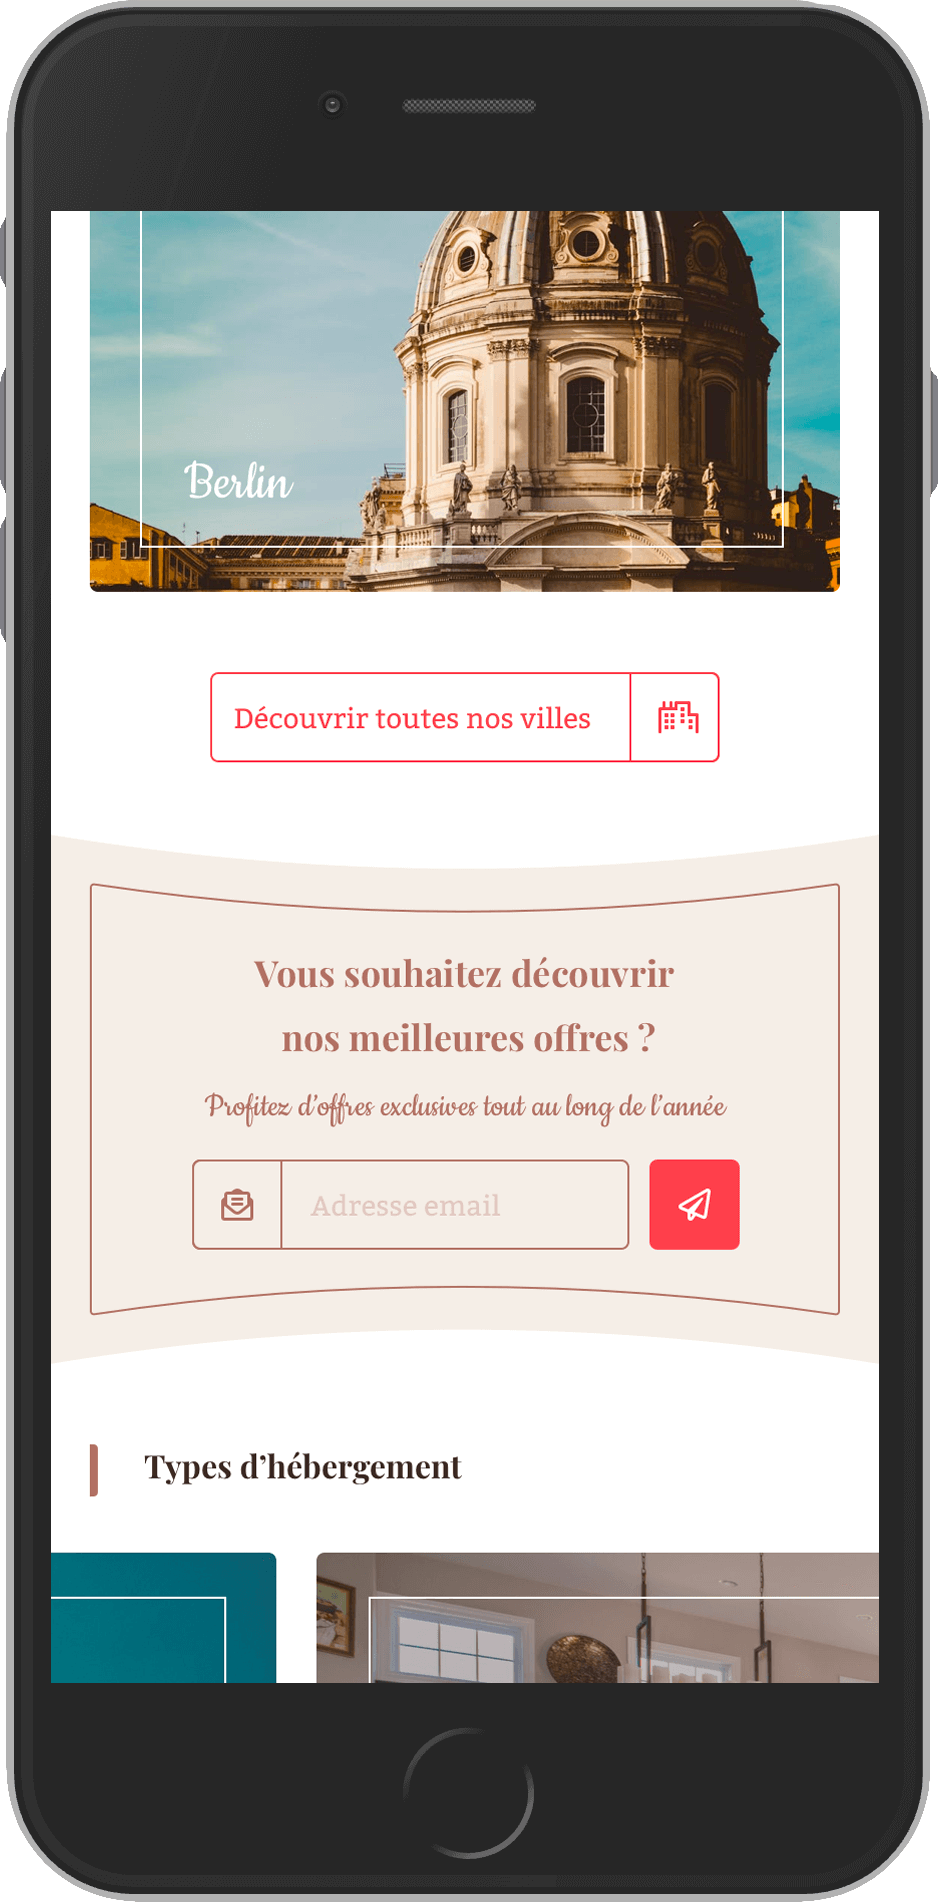 Berlin
Découvrir toutes nos villes
Vous souhaitez découvrir
nos meilleures offres ?
Profitez d’offres exclusives tout au long de l’année
Adresse email
Types d’hébergement